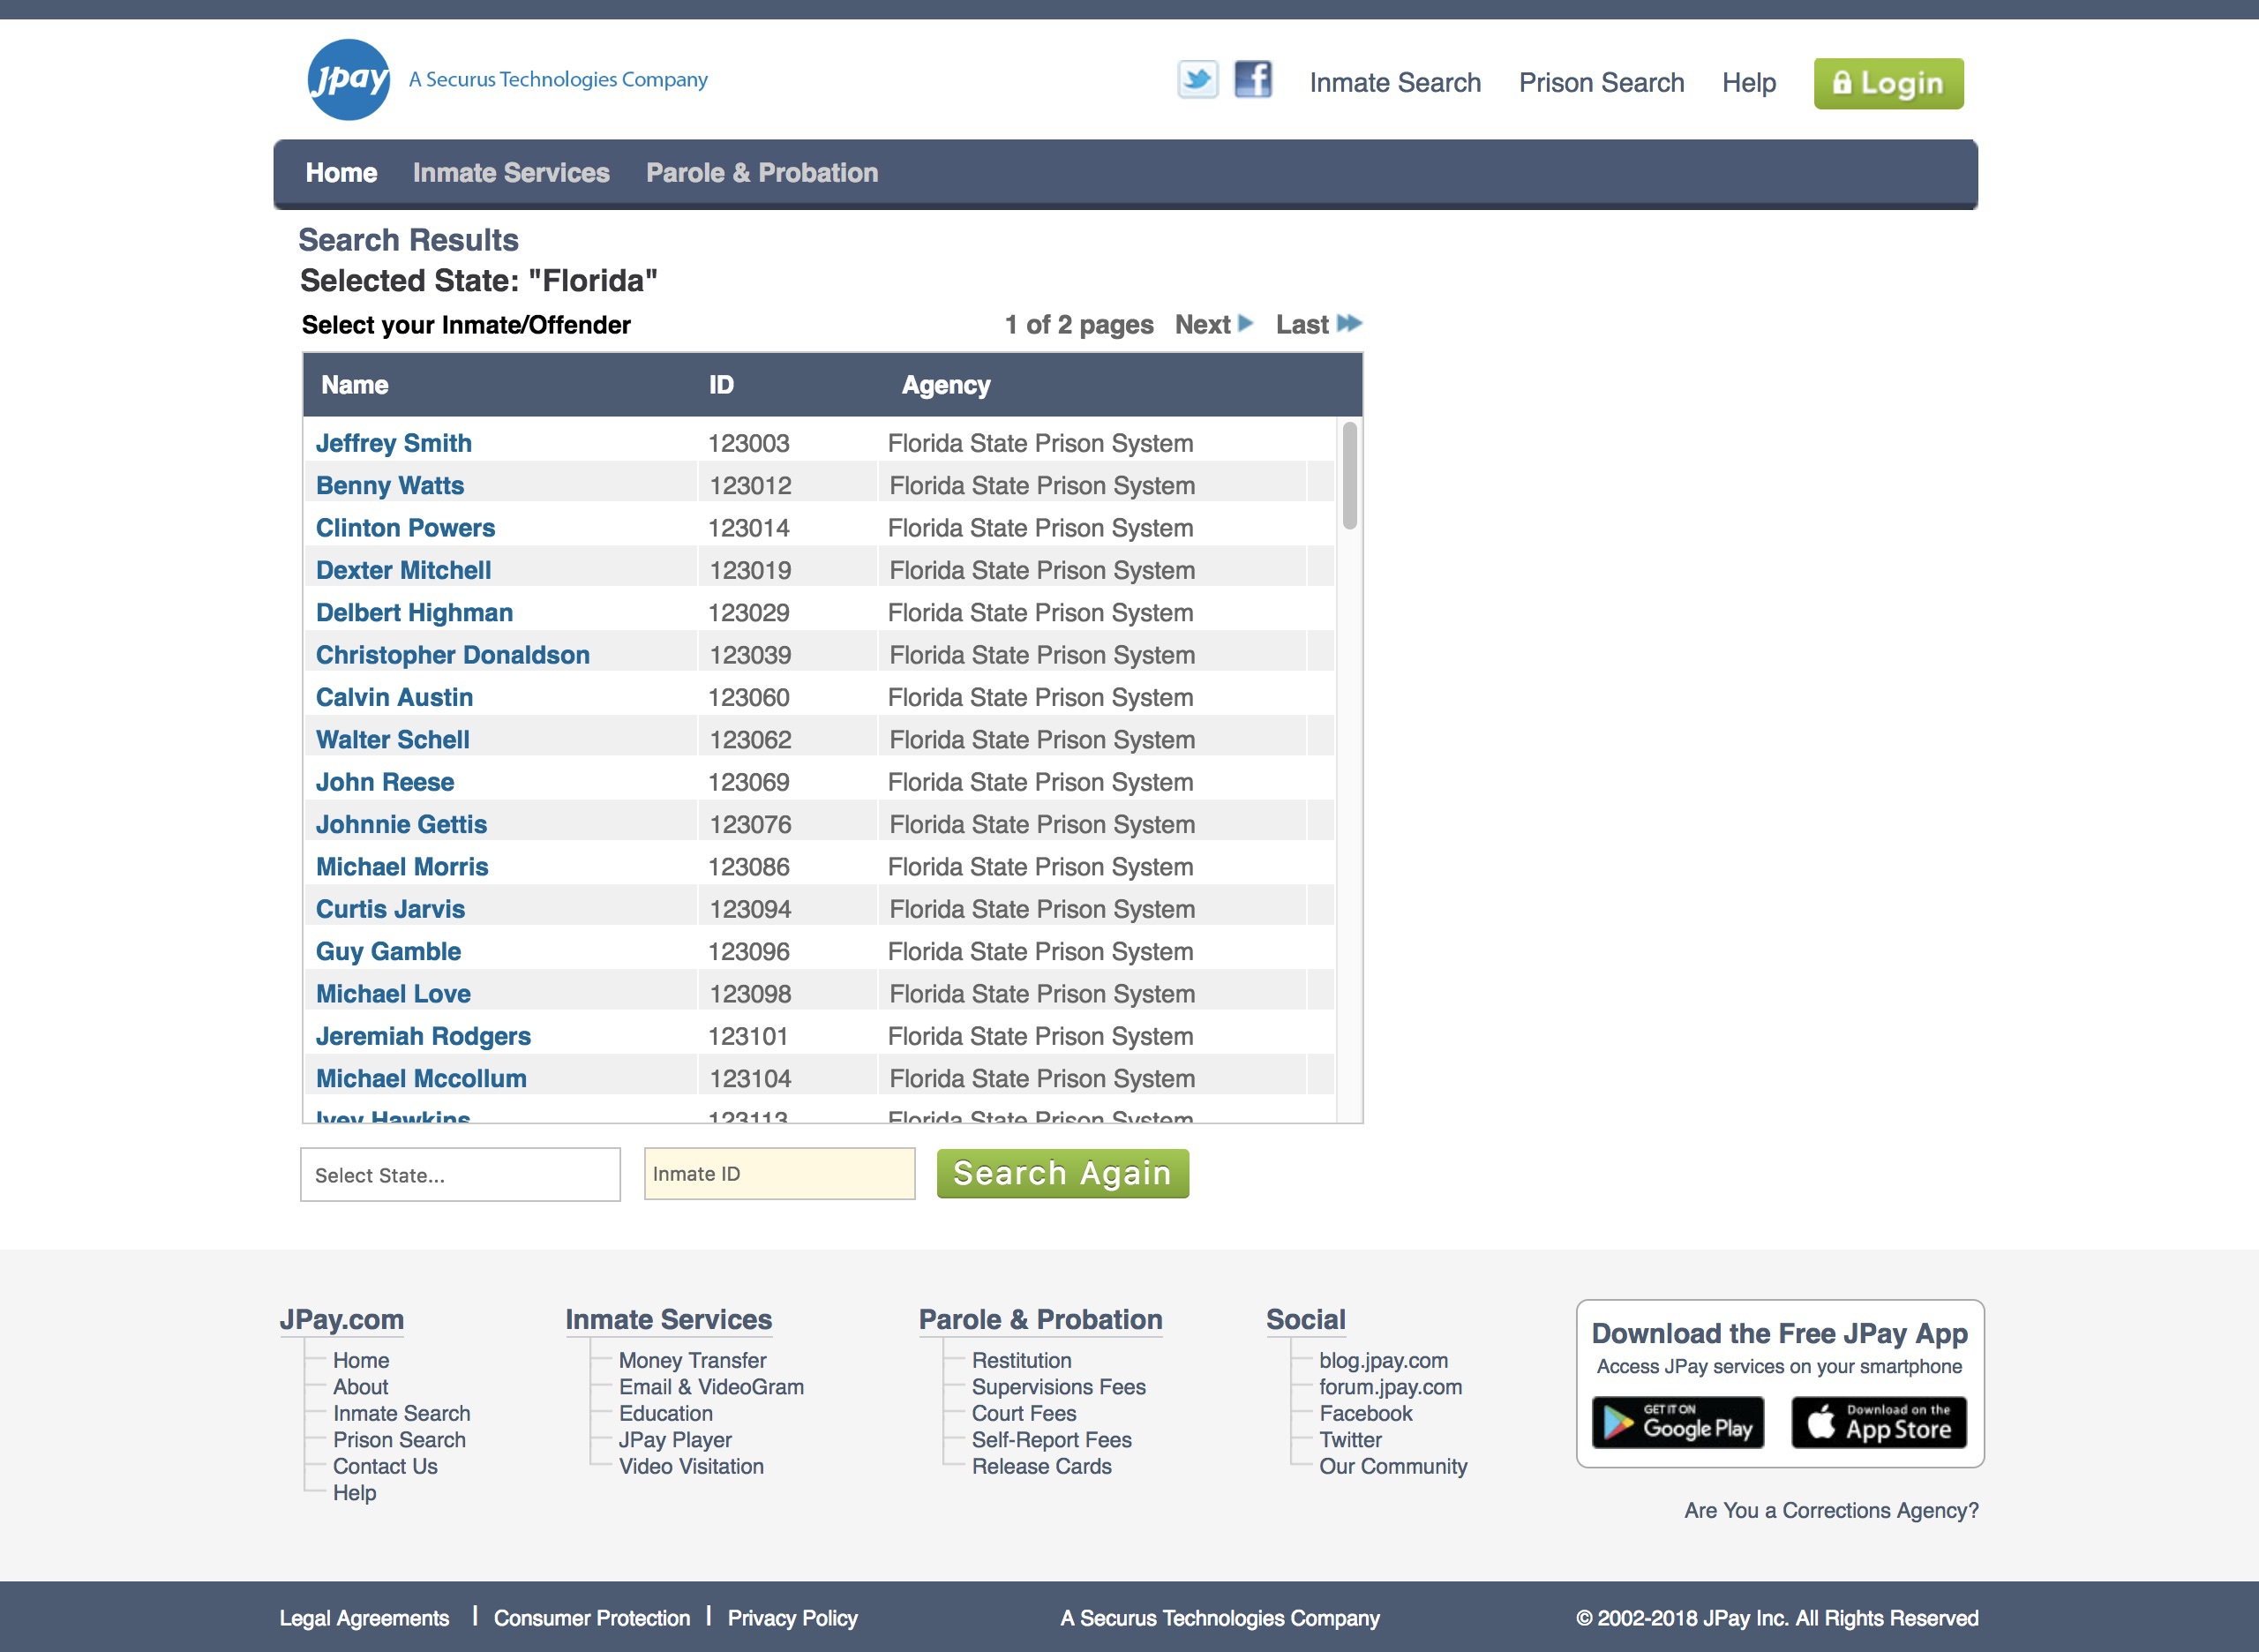 Jpay A Securus Technologies Company
Inmate Search Prison Search Help Login
Home Inmate Services Parole & Probation
Search Results
Selected State: "Florida"
Select your Inmate/Offender 1 of 2 pages Next Last
Name ID Agency
Jeffrey Smith 123003 Florida State Prison System
Benny Watts 123012 Florida State Prison System
Clinton Powers 123014 Florida State Prison System
Dexter Mitchell 123019 Florida State Prison System
Delbert Highman 123029 Florida State Prison System
Christopher Donaldson 123039 Florida State Prison System
Calvin Austin 123060 Florida State Prison System
Walter Schell 123062 Florida State Prison System
John Reese 123069 Florida State Prison System
Johnnie Gettis 123076 Florida State Prison System
Michael Morris 123086 Florida State Prison System
Curtis Jarvis 123094 Florida State Prison System
Guy Gamble 123096 Florida State Prison System
Michael Love 123098 Florida State Prison System
Jeremiah Rodgers 123101 Florida State Prison System
Michael Mccollum 123104 Florida State Prison System
Ivey Hawkins 123113 Florida State Prison System
Select State... Inmate ID Search Again
JPay.com
Home
About
Inmate Search
Prison Search
Contact Us
Help
Inmate Services
Money Transfer
Email & VideoGram
Education
JPay Player
Video Visitation
Parole & Probation
Restitution
Supervisions Fees
Court Fees
Self-Report Fees
Release Cards
Social
blog.jpay.com
forum.jpay.com
Facebook
Twitter
Our Community
Download the Free JPay App
Access JPay services on your smartphone
GET IT ON
Google Play
Download on the
App Store
Are You a Corrections Agency?
Legal Agreements | Consumer Protection | Privacy Policy A Securus Technologies Company © 2002-2018 JPay Inc. All Rights Reserved